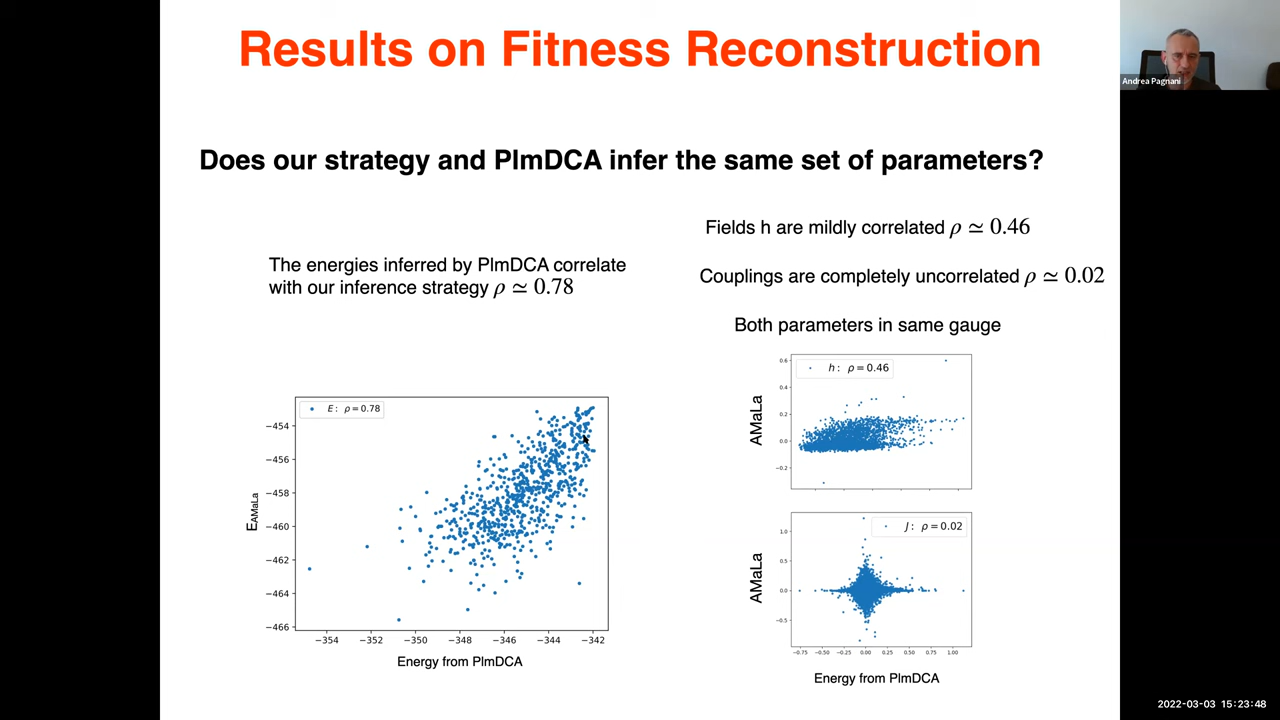 Results on Fitness Reconstruction
Andrea Pagnani
Does our strategy and PlmDCA infer the same set of parameters?
The energies inferred by PlmDCA correlate
with our inference strategy ρ ≃ 0.78
Fields h are mildly correlated ρ ≃ 0.46
Couplings are completely uncorrelated ρ ≃ 0.02
Both parameters in same gauge
E: ρ = 0.78
−454
−456
−458
−460
−462
−464
−466
−354 −352 −350 −348 −346 −344 −342
E_AMaLa
Energy from PlmDCA
h: ρ = 0.46
0.6
0.4
0.2
0.0
−0.2
AMaLa
J: ρ = 0.02
1.0
0.5
0.0
−0.5
−0.75 −0.50 −0.25 0.00 0.25 0.50 0.75 1.00
AMaLa
Energy from PlmDCA
2022-03-03 15:23:48